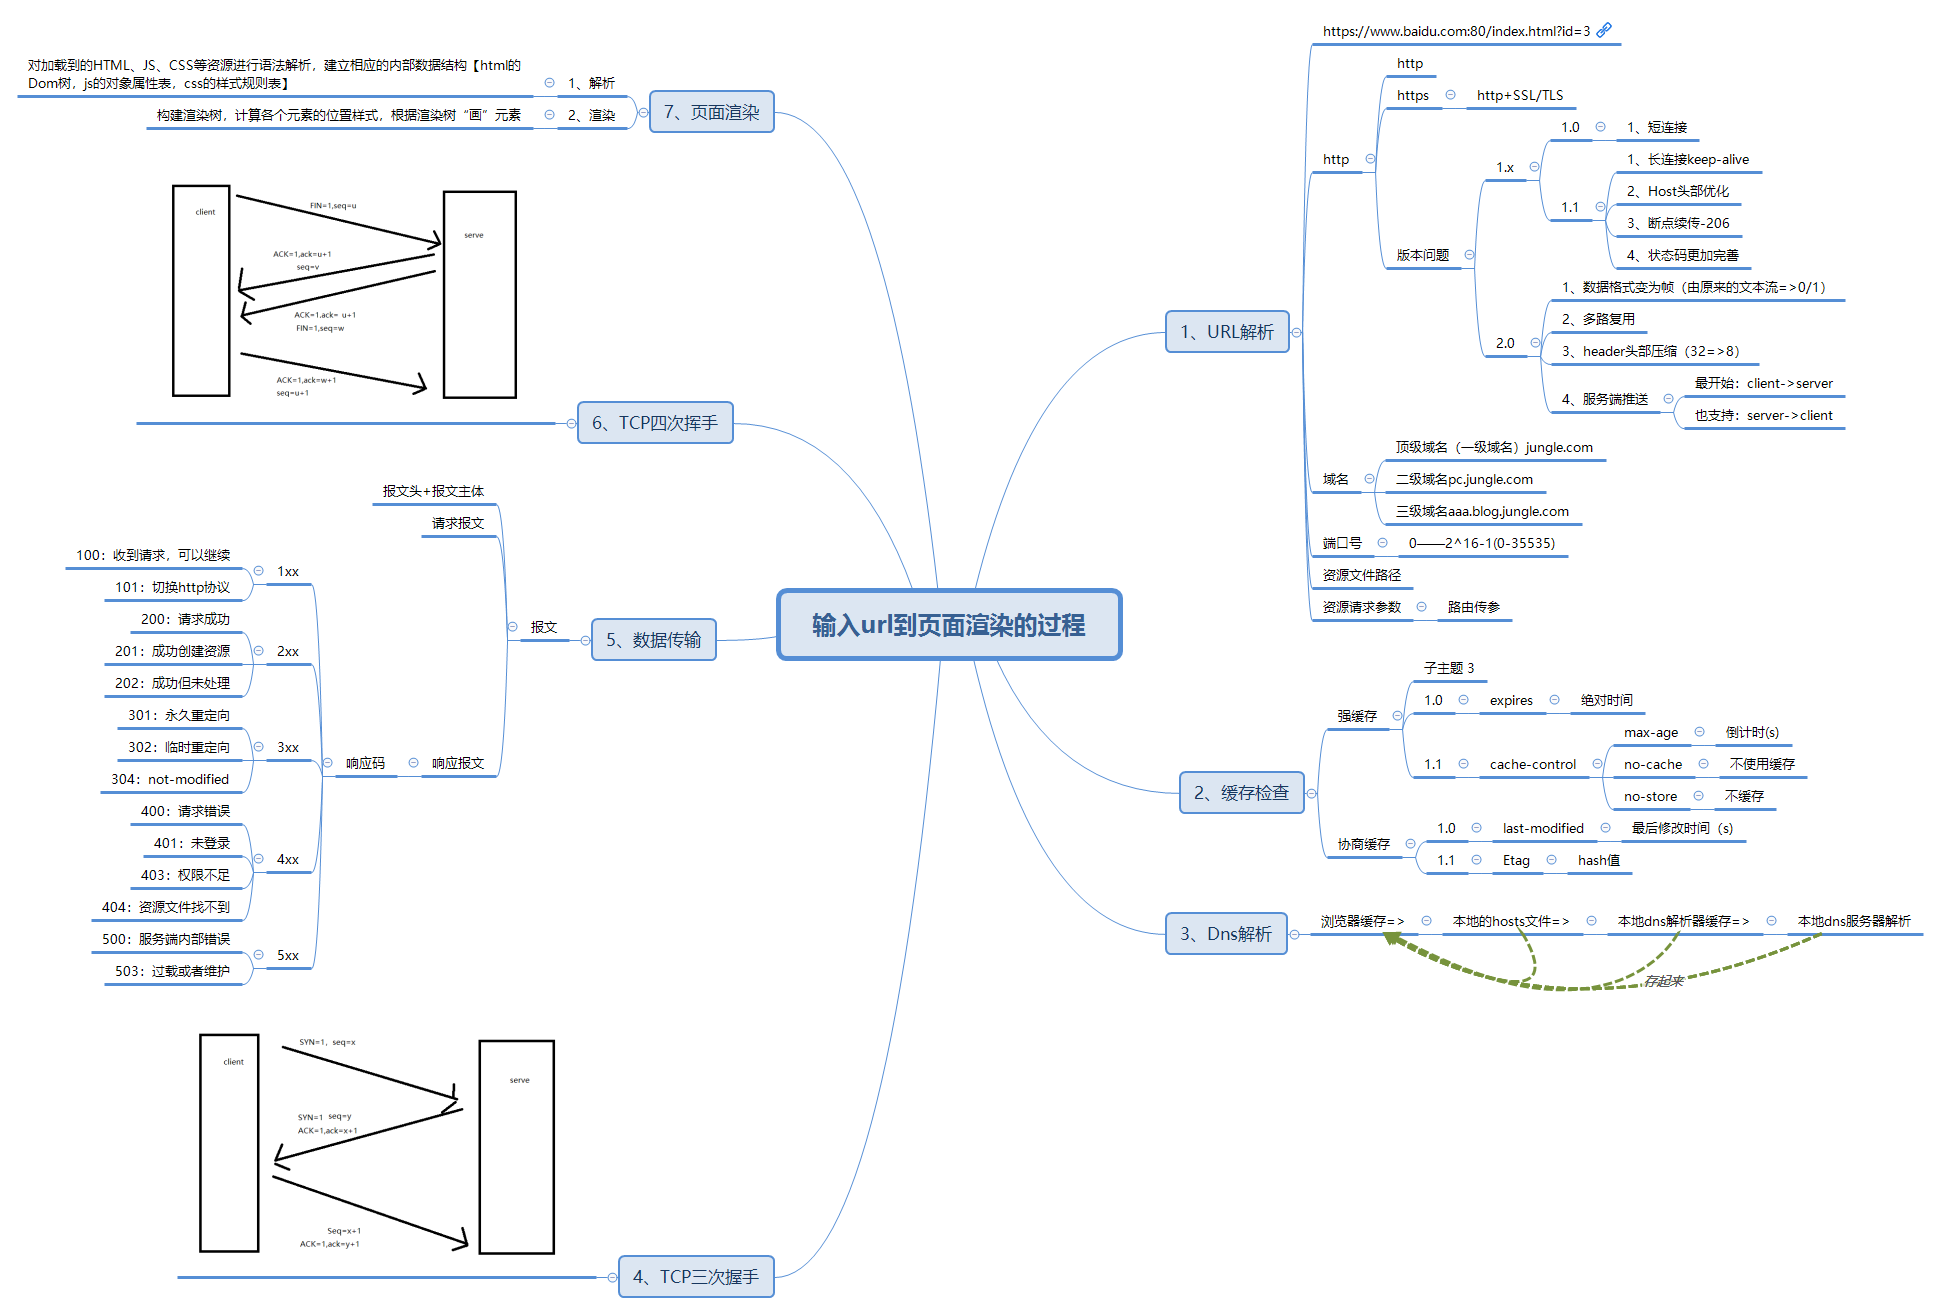 输入url到页面渲染的过程
1、URL解析
https://www.baidu.com:80/index.html?id=3
http
http
https
http+SSL/TLS
版本问题
1.x
1.0
1、短连接
1.1
1、长连接keep-alive
2、Host头部优化
3、断点续传-206
4、状态码更加完善
2.0
1、数据格式变为帧（由原来的文本流=>0/1）
2、多路复用
3、header头部压缩（32=>8）
4、服务端推送
最开始：client->server
也支持：server->client
域名
顶级域名（一级域名）jungle.com
二级域名pc.jungle.com
三级域名aaa.blog.jungle.com
端口号
0——2^16-1(0-35535)
资源文件路径
资源请求参数
路由传参
2、缓存检查
强缓存
子主题 3
1.0
expires
绝对时间
1.1
cache-control
max-age
倒计时(s)
no-cache
不使用缓存
no-store
不缓存
协商缓存
1.0
last-modified
最后修改时间（s）
1.1
Etag
hash值
3、Dns解析
浏览器缓存=>
本地的hosts文件=>
本地dns解析器缓存=>
本地dns服务器解析
存起来
4、TCP三次握手
client
serve
SYN=1，seq=x
SYN=1 seq=y
ACK=1,ack=x+1
Seq=x+1
ACK=1,ack=y+1
5、数据传输
报文
报文头+报文主体
请求报文
响应报文
响应码
1xx
100：收到请求，可以继续
101：切换http协议
2xx
200：请求成功
201：成功创建资源
202：成功但未处理
3xx
301：永久重定向
302：临时重定向
304：not-modified
4xx
400：请求错误
401：未登录
403：权限不足
404：资源文件找不到
5xx
500：服务端内部错误
503：过载或者维护
6、TCP四次挥手
client
serve
FIN=1,seq=u
ACK=1,ack=u+1
seq=v
ACK=1,ack= u+1
FIN=1,seq=w
ACK=1,ack=w+1
seq=u+1
7、页面渲染
1、解析
对加载到的HTML、JS、CSS等资源进行语法解析，建立相应的内部数据结构【html的
Dom树，js的对象属性表，css的样式规则表】
2、渲染
构建渲染树，计算各个元素的位置样式，根据渲染树“画”元素